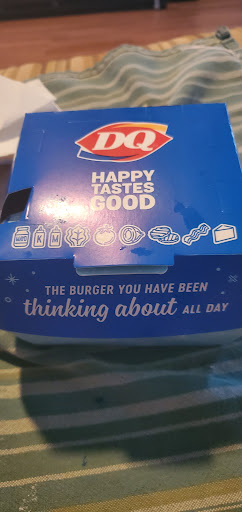 DQ
HAPPY
TASTES
GOOD
K M
THE BURGER YOU HAVE BEEN
thinking about ALL DAY